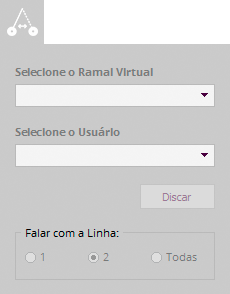 Selecione o Ramal Virtual
Selecione o Usuário
Discar
Falar com a Linha:
1 2 Todas